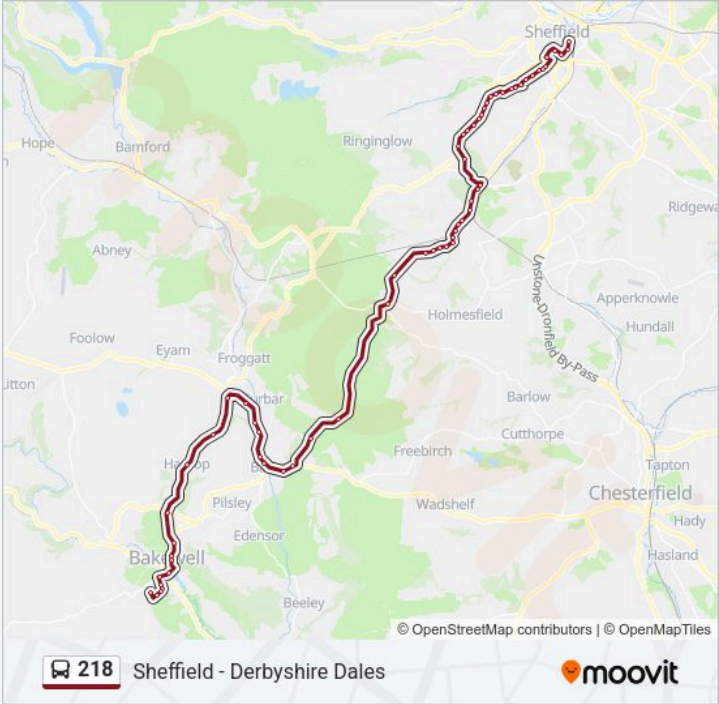 Sheffield
Hope
Bamford
Ringinglow
Ridgewa
Abney
Unstone-Dronfield By-Pass
Apperknowle
Holmesfield
Hundall
Foolow
Eyam
Froggatt
Litton
Barlow
Cutthorpe
Freebirch
Tapton
Pilsley
Wadshelf
Chesterfield
Hady
Edensor
Hasland
Bakewell
Beeley
© OpenStreetMap contributors | © OpenMapTiles
218 Sheffield - Derbyshire Dales
moovit